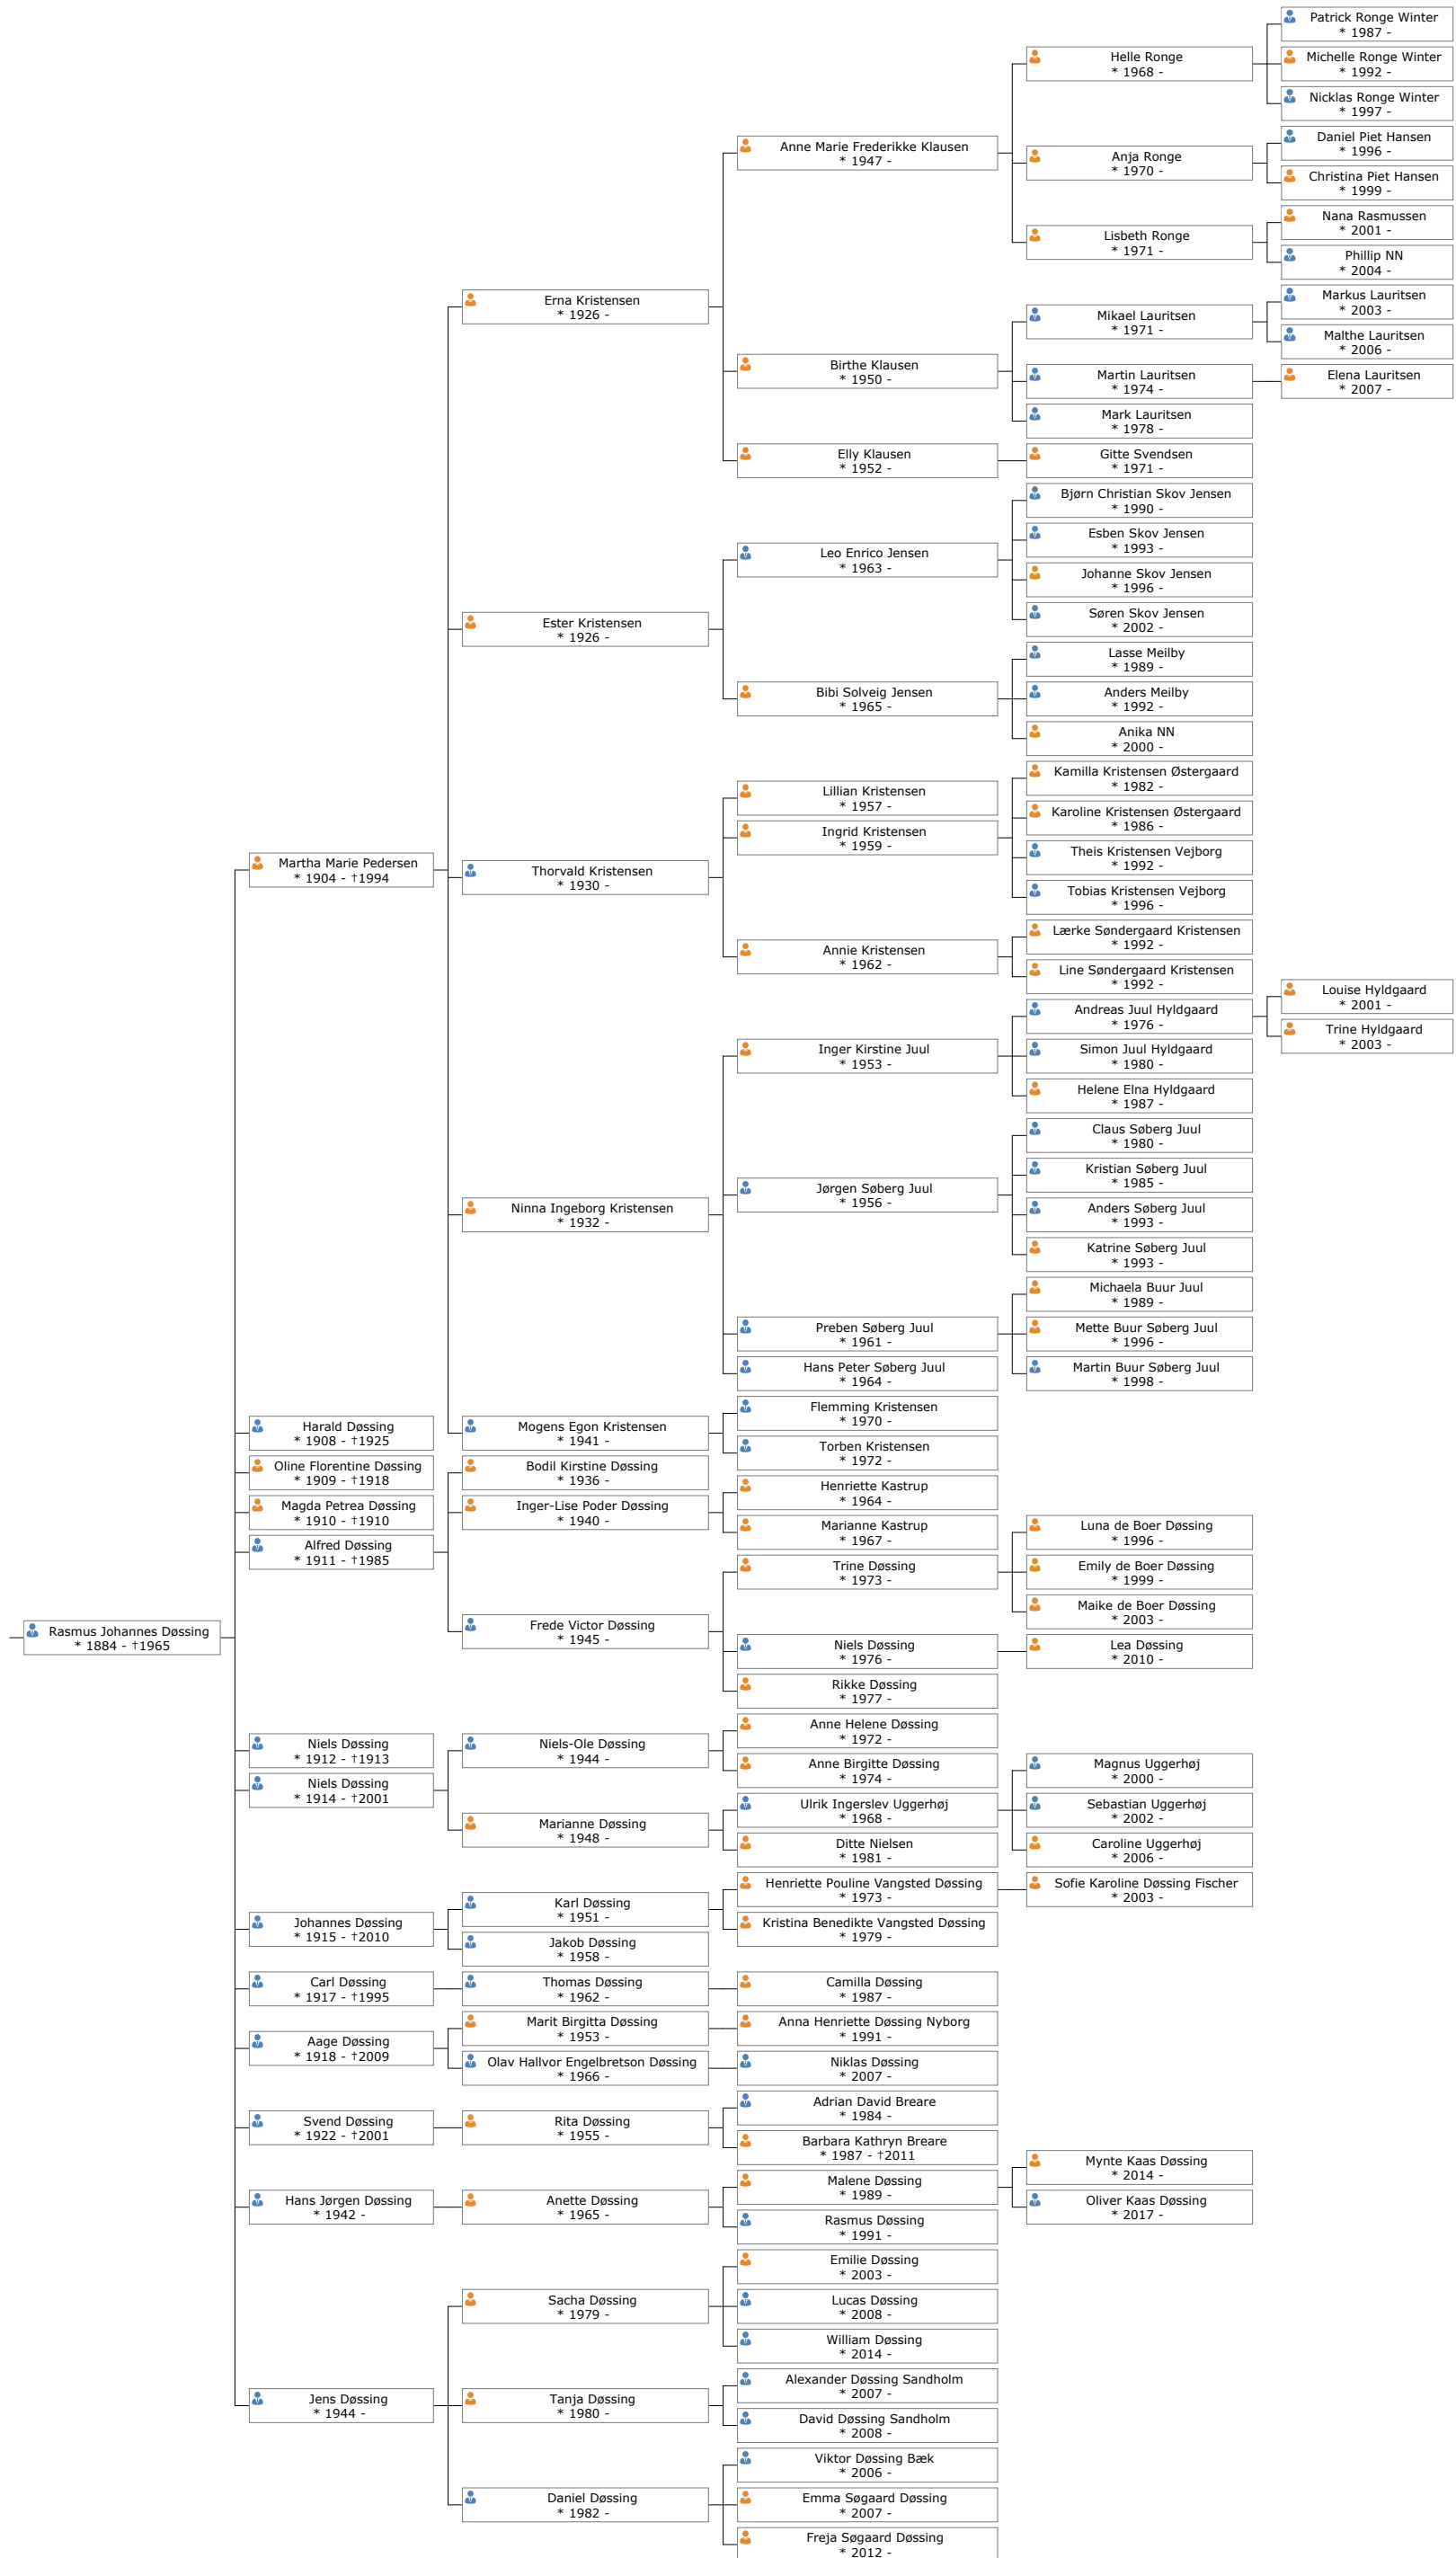 Patrick Ronge Winter
* 1987 -
Helle Ronge
* 1968 -
Michelle Ronge Winter
* 1992 -
Nicklas Ronge Winter
* 1997 -
Anne Marie Frederikke Klausen
* 1947 -
Anja Ronge
* 1970 -
Daniel Piet Hansen
* 1996 -
Christina Piet Hansen
* 1999 -
Lisbeth Ronge
* 1971 -
Nana Rasmussen
* 2001 -
Phillip NN
* 2004 -
Erna Kristensen
* 1926 -
Mikael Lauritsen
* 1971 -
Markus Lauritsen
* 2003 -
Malthe Lauritsen
* 2006 -
Birthe Klausen
* 1950 -
Martin Lauritsen
* 1974 -
Elena Lauritsen
* 2007 -
Mark Lauritsen
* 1978 -
Elly Klausen
* 1952 -
Gitte Svendsen
* 1971 -
Bjørn Christian Skov Jensen
* 1990 -
Leo Enrico Jensen
* 1963 -
Esben Skov Jensen
* 1993 -
Johanne Skov Jensen
* 1996 -
Søren Skov Jensen
* 2002 -
Ester Kristensen
* 1926 -
Lasse Meilby
* 1989 -
Bibi Solveig Jensen
* 1965 -
Anders Meilby
* 1992 -
Anika NN
* 2000 -
Kamilla Kristensen Østergaard
* 1982 -
Lillian Kristensen
* 1957 -
Karoline Kristensen Østergaard
* 1986 -
Ingrid Kristensen
* 1959 -
Theis Kristensen Vejborg
* 1992 -
Martha Marie Pedersen
* 1904 - †1994
Thorvald Kristensen
* 1930 -
Tobias Kristensen Vejborg
* 1996 -
Annie Kristensen
* 1962 -
Lærke Søndergaard Kristensen
* 1992 -
Line Søndergaard Kristensen
* 1992 -
Louise Hyldgaard
* 2001 -
Andreas Juul Hyldgaard
* 1976 -
Trine Hyldgaard
* 2003 -
Inger Kirstine Juul
* 1953 -
Simon Juul Hyldgaard
* 1980 -
Helene Elna Hyldgaard
* 1987 -
Claus Søberg Juul
* 1980 -
Kristian Søberg Juul
* 1985 -
Jørgen Søberg Juul
* 1956 -
Ninna Ingeborg Kristensen
* 1932 -
Anders Søberg Juul
* 1993 -
Katrine Søberg Juul
* 1993 -
Michaela Buur Juul
* 1989 -
Preben Søberg Juul
* 1961 -
Mette Buur Søberg Juul
* 1996 -
Hans Peter Søberg Juul
* 1964 -
Martin Buur Søberg Juul
* 1998 -
Flemming Kristensen
* 1970 -
Harald Døssing
* 1908 - †1925
Mogens Egon Kristensen
* 1941 -
Torben Kristensen
* 1972 -
Oline Florentine Døssing
* 1909 - †1918
Bodil Kirstine Døssing
* 1936 -
Henriette Kastrup
* 1964 -
Magda Petrea Døssing
* 1910 - †1910
Inger-Lise Poder Døssing
* 1940 -
Marianne Kastrup
* 1967 -
Luna de Boer Døssing
* 1996 -
Alfred Døssing
* 1911 - †1985
Trine Døssing
* 1973 -
Emily de Boer Døssing
* 1999 -
Maike de Boer Døssing
* 2003 -
Rasmus Johannes Døssing
* 1884 - †1965
Frede Victor Døssing
* 1945 -
Niels Døssing
* 1976 -
Lea Døssing
* 2010 -
Rikke Døssing
* 1977 -
Anne Helene Døssing
* 1972 -
Niels Døssing
* 1912 - †1913
Niels-Ole Døssing
* 1944 -
Anne Birgitte Døssing
* 1974 -
Magnus Uggerhøj
* 2000 -
Niels Døssing
* 1914 - †2001
Ulrik Ingerslev Uggerhøj
* 1968 -
Sebastian Uggerhøj
* 2002 -
Marianne Døssing
* 1948 -
Ditte Nielsen
* 1981 -
Caroline Uggerhøj
* 2006 -
Henriette Pouline Vangsted Døssing
* 1973 -
Sofie Karoline Døssing Fischer
* 2003 -
Karl Døssing
* 1951 -
Johannes Døssing
* 1915 - †2010
Kristina Benedikte Vangsted Døssing
* 1979 -
Jakob Døssing
* 1958 -
Carl Døssing
* 1917 - †1995
Thomas Døssing
* 1962 -
Camilla Døssing
* 1987 -
Marit Birgitta Døssing
* 1953 -
Anna Henriette Døssing Nyborg
* 1991 -
Aage Døssing
* 1918 - †2009
Olav Hallvor Engelbretson Døssing
* 1966 -
Niklas Døssing
* 2007 -
Adrian David Breare
* 1984 -
Svend Døssing
* 1922 - †2001
Rita Døssing
* 1955 -
Barbara Kathryn Breare
* 1987 - †2011
Mynte Kaas Døssing
* 2014 -
Malene Døssing
* 1989 -
Hans Jørgen Døssing
* 1942 -
Anette Døssing
* 1965 -
Oliver Kaas Døssing
* 2017 -
Rasmus Døssing
* 1991 -
Emilie Døssing
* 2003 -
Sacha Døssing
* 1979 -
Lucas Døssing
* 2008 -
William Døssing
* 2014 -
Alexander Døssing Sandholm
* 2007 -
Jens Døssing
* 1944 -
Tanja Døssing
* 1980 -
David Døssing Sandholm
* 2008 -
Viktor Døssing Bæk
* 2006 -
Daniel Døssing
* 1982 -
Emma Søgaard Døssing
* 2007 -
Freja Søgaard Døssing
* 2012 -